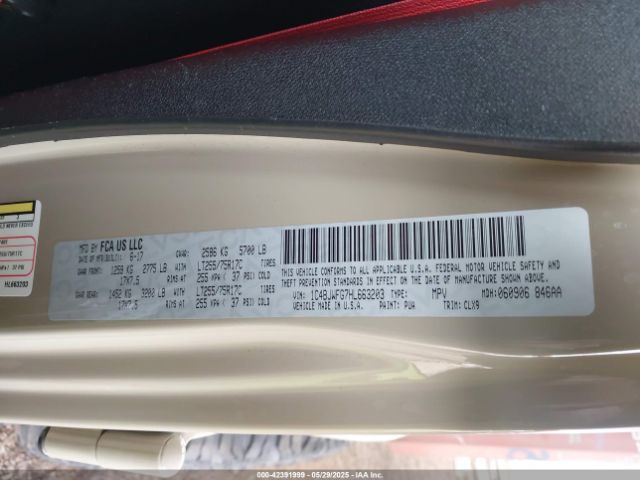 MFD BY FCA US LLC
DATE OF MFR(BUILT): 6-17 GVWR: 2586 KG 5700 LB
GAWR FRONT: 1259 KG 2775 LB WITH LT255/75R17C TIRES
17X7.5 RIMS AT 255 KPA ( 37 PSI) COLD
GAWR REAR: 1452 KG 3200 LB WITH LT255/75R17C TIRES
17X7.5 RIMS AT 255 KPA ( 37 PSI) COLD
THIS VEHICLE CONFORMS TO ALL APPLICABLE U.S.A. FEDERAL MOTOR VEHICLE SAFETY,
BUMPER, AND THEFT PREVENTION STANDARDS IN EFFECT ON THE DATE OF MANUFACTURE SHOWN ABOVE.
VIN: 1C4BJWFG7HL663203 TYPE: MPV MDH: 060906 846AA
VEHICLE MADE IN U.S.A. PAINT: PUA TRIM: CLX9
HL663203
000-42391999 - 05/29/2025 - IAA Inc.